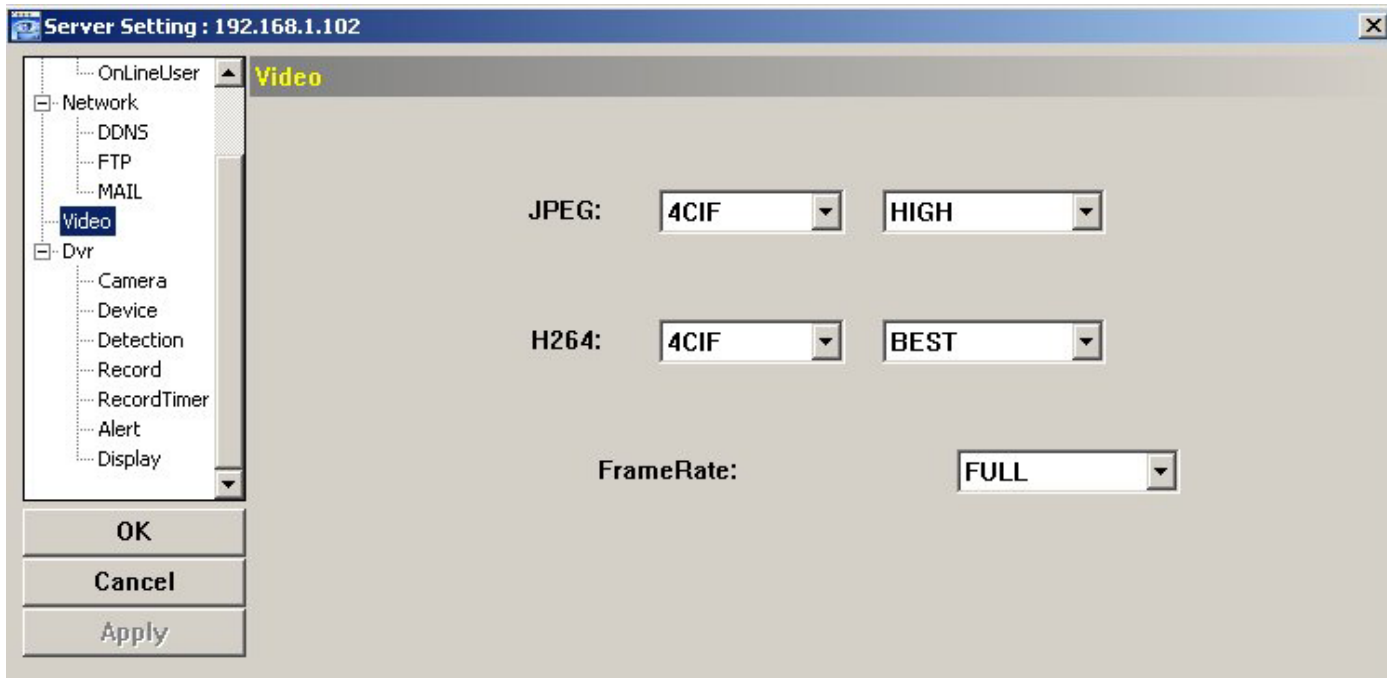 Server Setting : 192.168.1.102
OnLineUser
Network
DDNS
FTP
MAIL
Video
Dvr
Camera
Device
Detection
Record
RecordTimer
Alert
Display
OK
Cancel
Apply
Video
JPEG: 4CIF HIGH
H264: 4CIF BEST
FrameRate: FULL